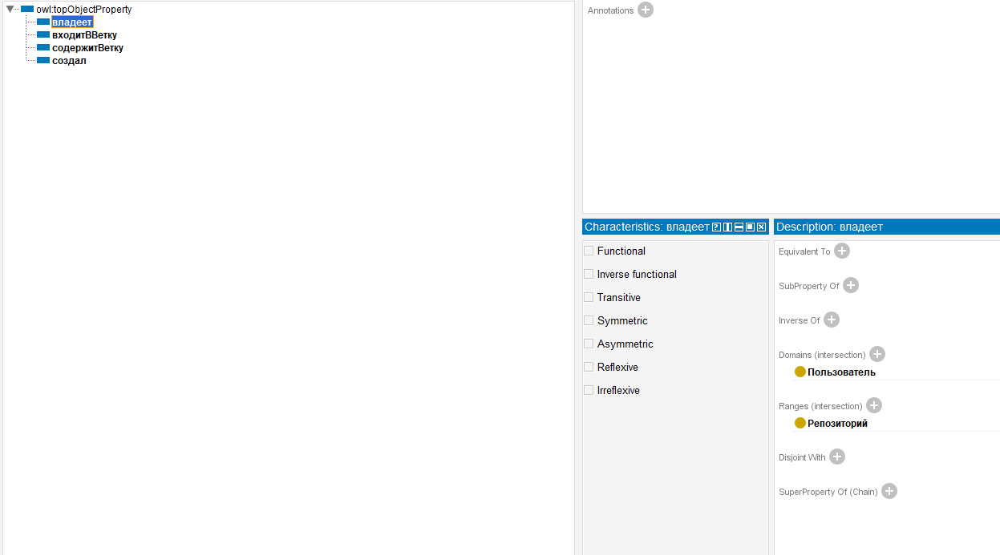 owl:topObjectProperty
владеет
входитВВетку
содержитВетку
создал
Annotations
Characteristics: владеет
Functional
Inverse functional
Transitive
Symmetric
Asymmetric
Reflexive
Irreflexive
Description: владеет
Equivalent To
SubProperty Of
Inverse Of
Domains (intersection)
Пользователь
Ranges (intersection)
Репозиторий
Disjoint With
SuperProperty Of (Chain)